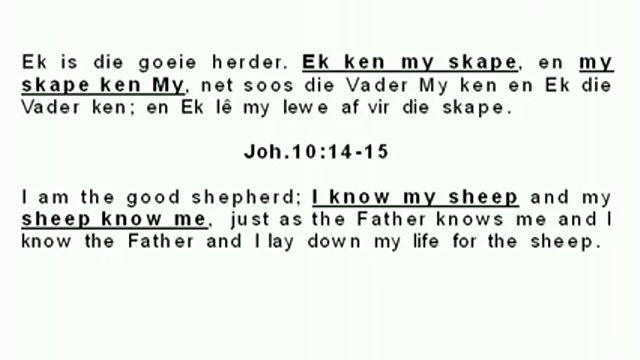 Ek is die goeie herder. Ek ken my skape, en my
skape ken My, net soos die Vader My ken en Ek die
Vader ken; en Ek lê my lewe af vir die skape.
Joh.10:14-15
I am the good shepherd; I know my sheep and my
sheep know me, just as the Father knows me and I
know the Father and I lay down my life for the sheep.